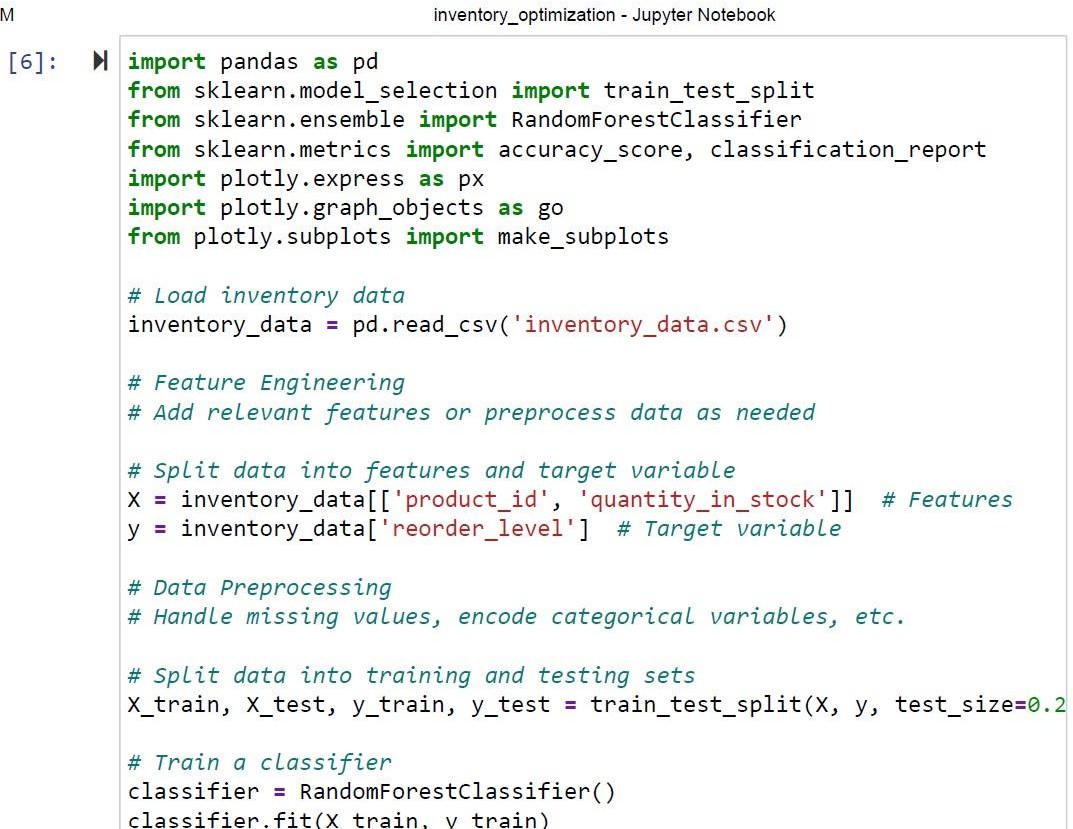 M
inventory_optimization - Jupyter Notebook
[6]:
import pandas as pd
from sklearn.model_selection import train_test_split
from sklearn.ensemble import RandomForestClassifier
from sklearn.metrics import accuracy_score, classification_report
import plotly.express as px
import plotly.graph_objects as go
from plotly.subplots import make_subplots
# Load inventory data
inventory_data = pd.read_csv('inventory_data.csv')
# Feature Engineering
# Add relevant features or preprocess data as needed
# Split data into features and target variable
X = inventory_data[['product_id', 'quantity_in_stock']]  # Features
y = inventory_data['reorder_level']  # Target variable
# Data Preprocessing
# Handle missing values, encode categorical variables, etc.
# Split data into training and testing sets
X_train, X_test, y_train, y_test = train_test_split(X, y, test_size=0.2
# Train a classifier
classifier = RandomForestClassifier()
classifier.fit(X_train, y_train)